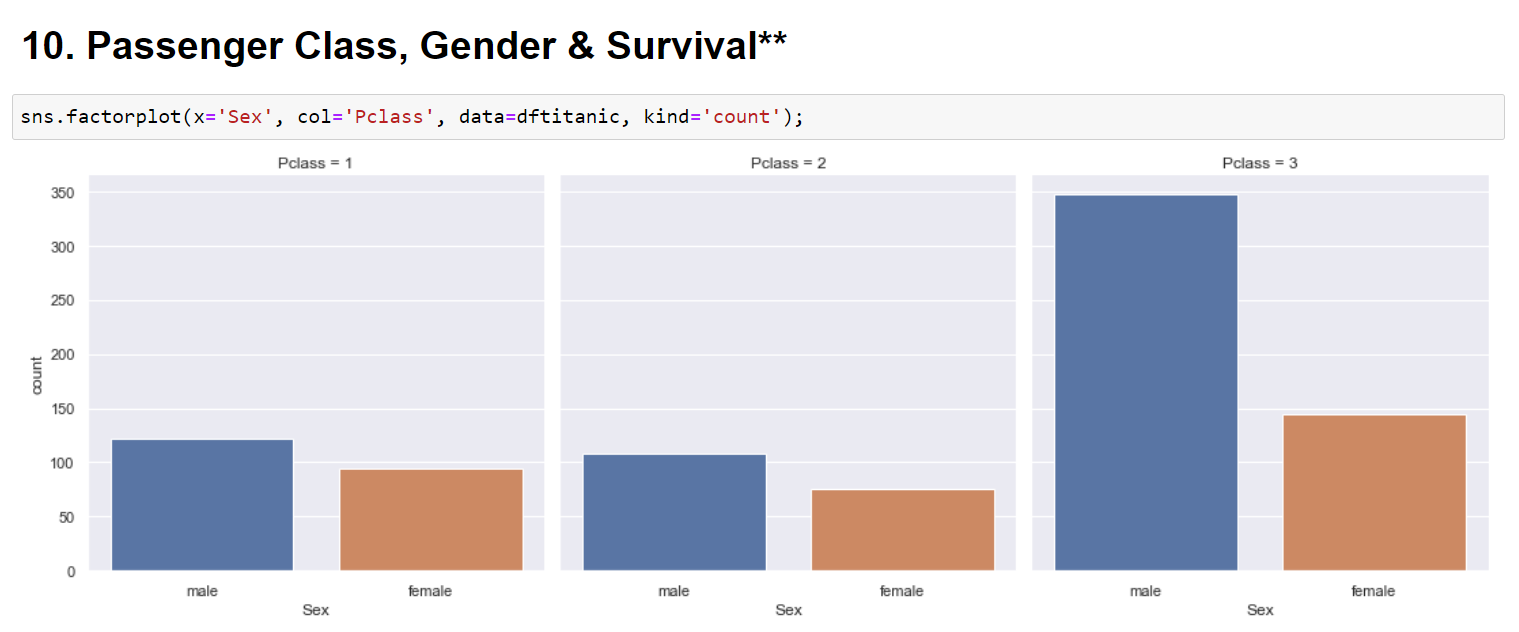 10. Passenger Class, Gender & Survival**
sns.factorplot(x='Sex', col='Pclass', data=dftitanic, kind='count');
Pclass = 1
Pclass = 2
Pclass = 3
350
300
250
200
150
100
50
0
count
male
female
male
female
male
female
Sex
Sex
Sex